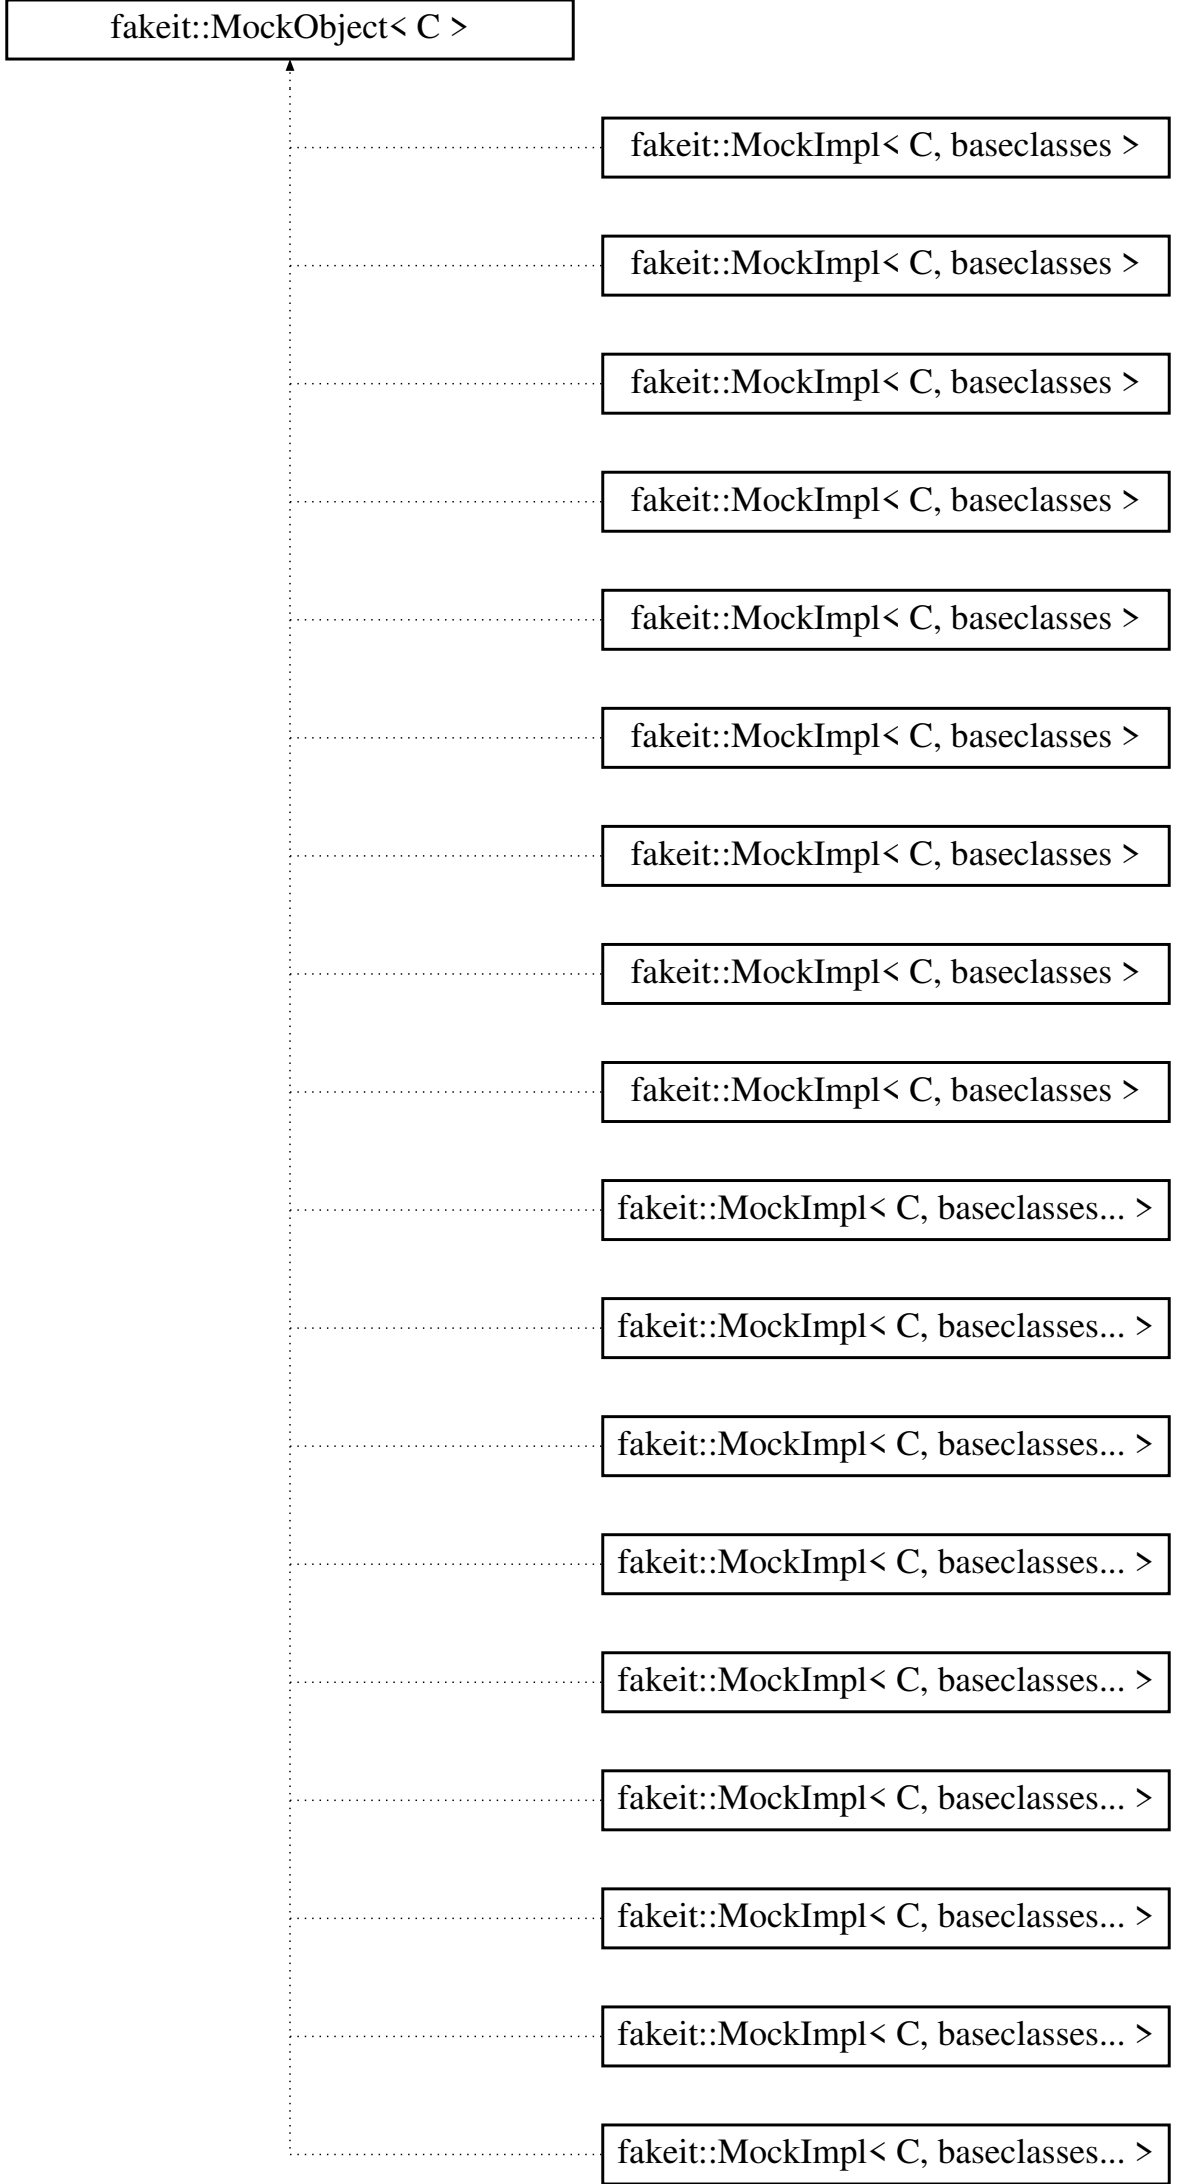 fakeit::MockObject< C >
fakeit::MockImpl< C, baseclasses >
fakeit::MockImpl< C, baseclasses >
fakeit::MockImpl< C, baseclasses >
fakeit::MockImpl< C, baseclasses >
fakeit::MockImpl< C, baseclasses >
fakeit::MockImpl< C, baseclasses >
fakeit::MockImpl< C, baseclasses >
fakeit::MockImpl< C, baseclasses >
fakeit::MockImpl< C, baseclasses >
fakeit::MockImpl< C, baseclasses... >
fakeit::MockImpl< C, baseclasses... >
fakeit::MockImpl< C, baseclasses... >
fakeit::MockImpl< C, baseclasses... >
fakeit::MockImpl< C, baseclasses... >
fakeit::MockImpl< C, baseclasses... >
fakeit::MockImpl< C, baseclasses... >
fakeit::MockImpl< C, baseclasses... >
fakeit::MockImpl< C, baseclasses... >